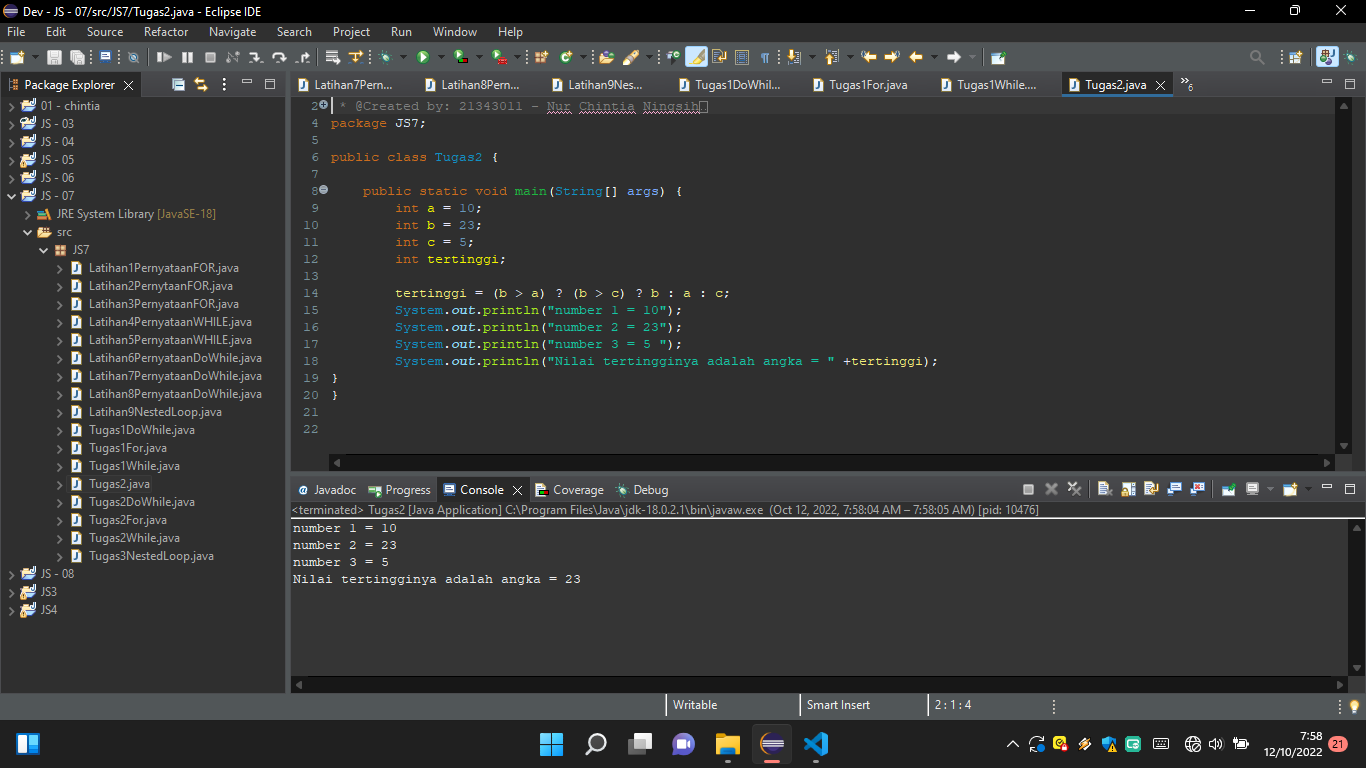 Dev - JS - 07/src/JS7/Tugas2.java - Eclipse IDE
File Edit Source Refactor Navigate Search Project Run Window Help
Package Explorer
Latihan7Pern... Latihan8Pern... Latihan9Nes... Tugas1DoWhil... Tugas1For.java Tugas1While.... Tugas2.java »6
01 - chintia
JS - 03
JS - 04
JS - 05
JS - 06
JS - 07
JRE System Library [JavaSE-18]
src
JS7
Latihan1PernyataanFOR.java
Latihan2PernytaanFOR.java
Latihan3PernyataanFOR.java
Latihan4PernyataanWHILE.java
Latihan5PernyataanWHILE.java
Latihan6PernyataanDoWhile.java
Latihan7PernyataanDoWhile.java
Latihan8PernyataanDoWhile.java
Latihan9NestedLoop.java
Tugas1DoWhile.java
Tugas1For.java
Tugas1While.java
Tugas2.java
Tugas2DoWhile.java
Tugas2For.java
Tugas2While.java
Tugas3NestedLoop.java
JS - 08
JS3
JS4
2 * @Created by: 21343011 - Nur Chintia Ningsih
4 package JS7;
5
6 public class Tugas2 {
7
8 public static void main(String[] args) {
9 int a = 10;
10 int b = 23;
11 int c = 5;
12 int tertinggi;
13
14 tertinggi = (b > a) ? (b > c) ? b : a : c;
15 System.out.println("number 1 = 10");
16 System.out.println("number 2 = 23");
17 System.out.println("number 3 = 5 ");
18 System.out.println("Nilai tertingginya adalah angka = " +tertinggi);
19 }
20 }
21
22
Javadoc Progress Console Coverage Debug
<terminated> Tugas2 [Java Application] C:\Program Files\Java\jdk-18.0.2.1\bin\javaw.exe (Oct 12, 2022, 7:58:04 AM – 7:58:05 AM) [pid: 10476]
number 1 = 10
number 2 = 23
number 3 = 5
Nilai tertingginya adalah angka = 23
Writable Smart Insert 2 : 1 : 4
7:58
12/10/2022
21